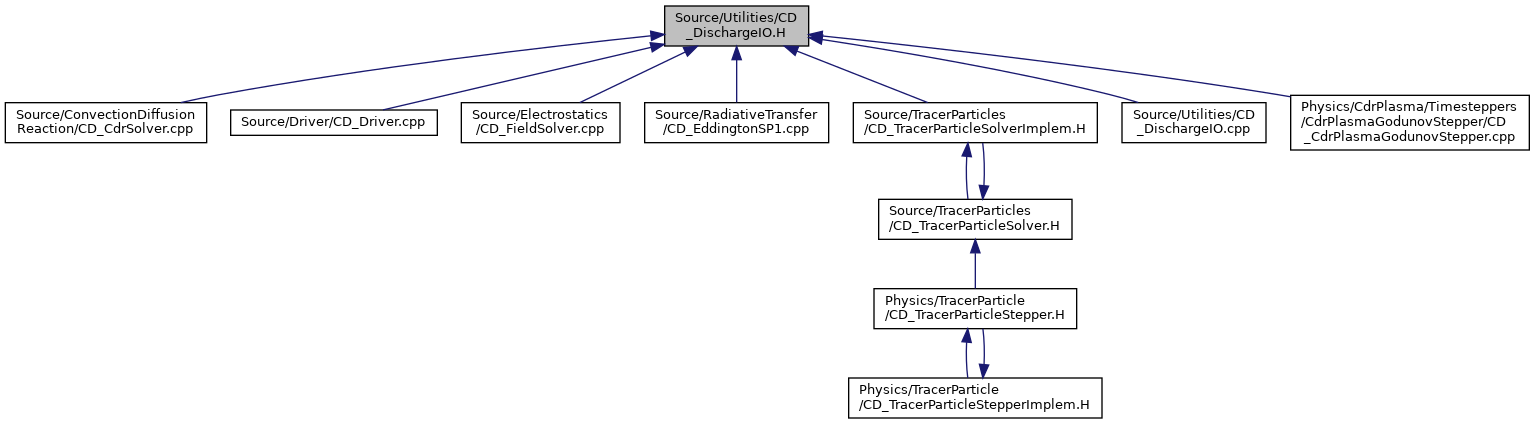 Source/Utilities/CD
_DischargeIO.H
Source/ConvectionDiffusion
Reaction/CD_CdrSolver.cpp
Source/Driver/CD_Driver.cpp
Source/Electrostatics
/CD_FieldSolver.cpp
Source/RadiativeTransfer
/CD_EddingtonSP1.cpp
Source/TracerParticles
/CD_TracerParticleSolverImplem.H
Source/Utilities/CD
_DischargeIO.cpp
Physics/CdrPlasma/Timesteppers
/CdrPlasmaGodunovStepper/CD
_CdrPlasmaGodunovStepper.cpp
Source/TracerParticles
/CD_TracerParticleSolver.H
Physics/TracerParticle
/CD_TracerParticleStepper.H
Physics/TracerParticle
/CD_TracerParticleStepperImplem.H